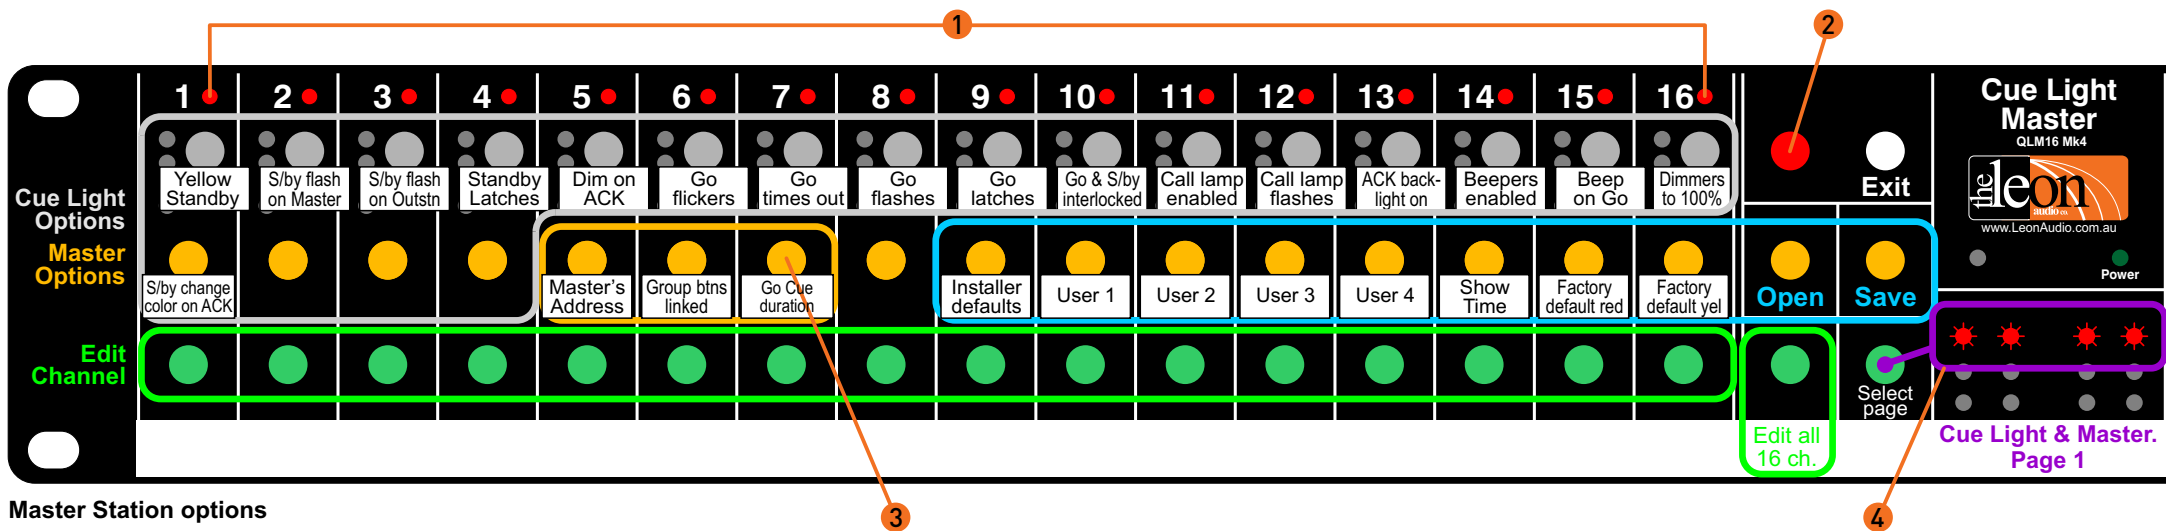 1 2
1 2 3 4 5 6 7 8 9 10 11 12 13 14 15 16
Cue Light
Master
QLM16 Mk4
the leon
audio co.
www.LeonAudio.com.au
Power
Exit
Cue Light
Options
Yellow
Standby
S/by flash
on Master
S/by flash
on Outstn
Standby
Latches
Dim on
ACK
Go
flickers
Go
times out
Go
flashes
Go
latches
Go & S/by
interlocked
Call lamp
enabled
Call lamp
flashes
ACK back-
light on
Beepers
enabled
Beep
on Go
Dimmers
to 100%
Master
Options
S/by change
color on ACK
Master's
Address
Group btns
linked
Go Cue
duration
Installer
defaults
User 1
User 2
User 3
User 4
Show
Time
Factory
default red
Factory
default yel
Open
Save
Edit
Channel
Select
page
Edit all
16 ch.
Cue Light & Master.
Page 1
Master Station options
3 4